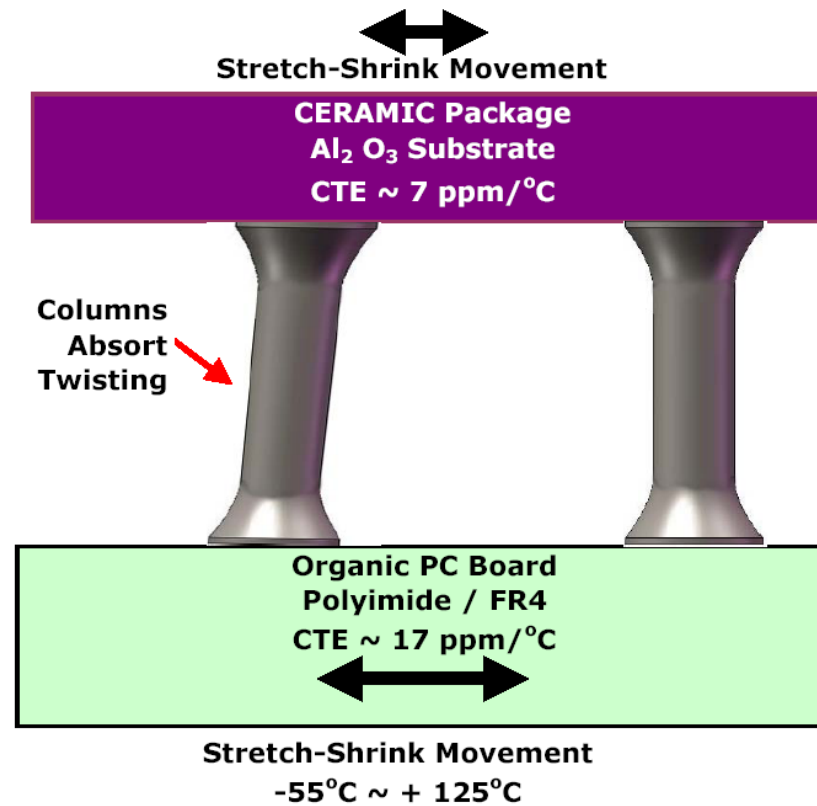 Stretch-Shrink Movement
CERAMIC Package
Al₂ O₃ Substrate
CTE ~ 7 ppm/°C
Columns
Absort
Twisting
Organic PC Board
Polyimide / FR4
CTE ~ 17 ppm/°C
Stretch-Shrink Movement
-55°C ~ + 125°C